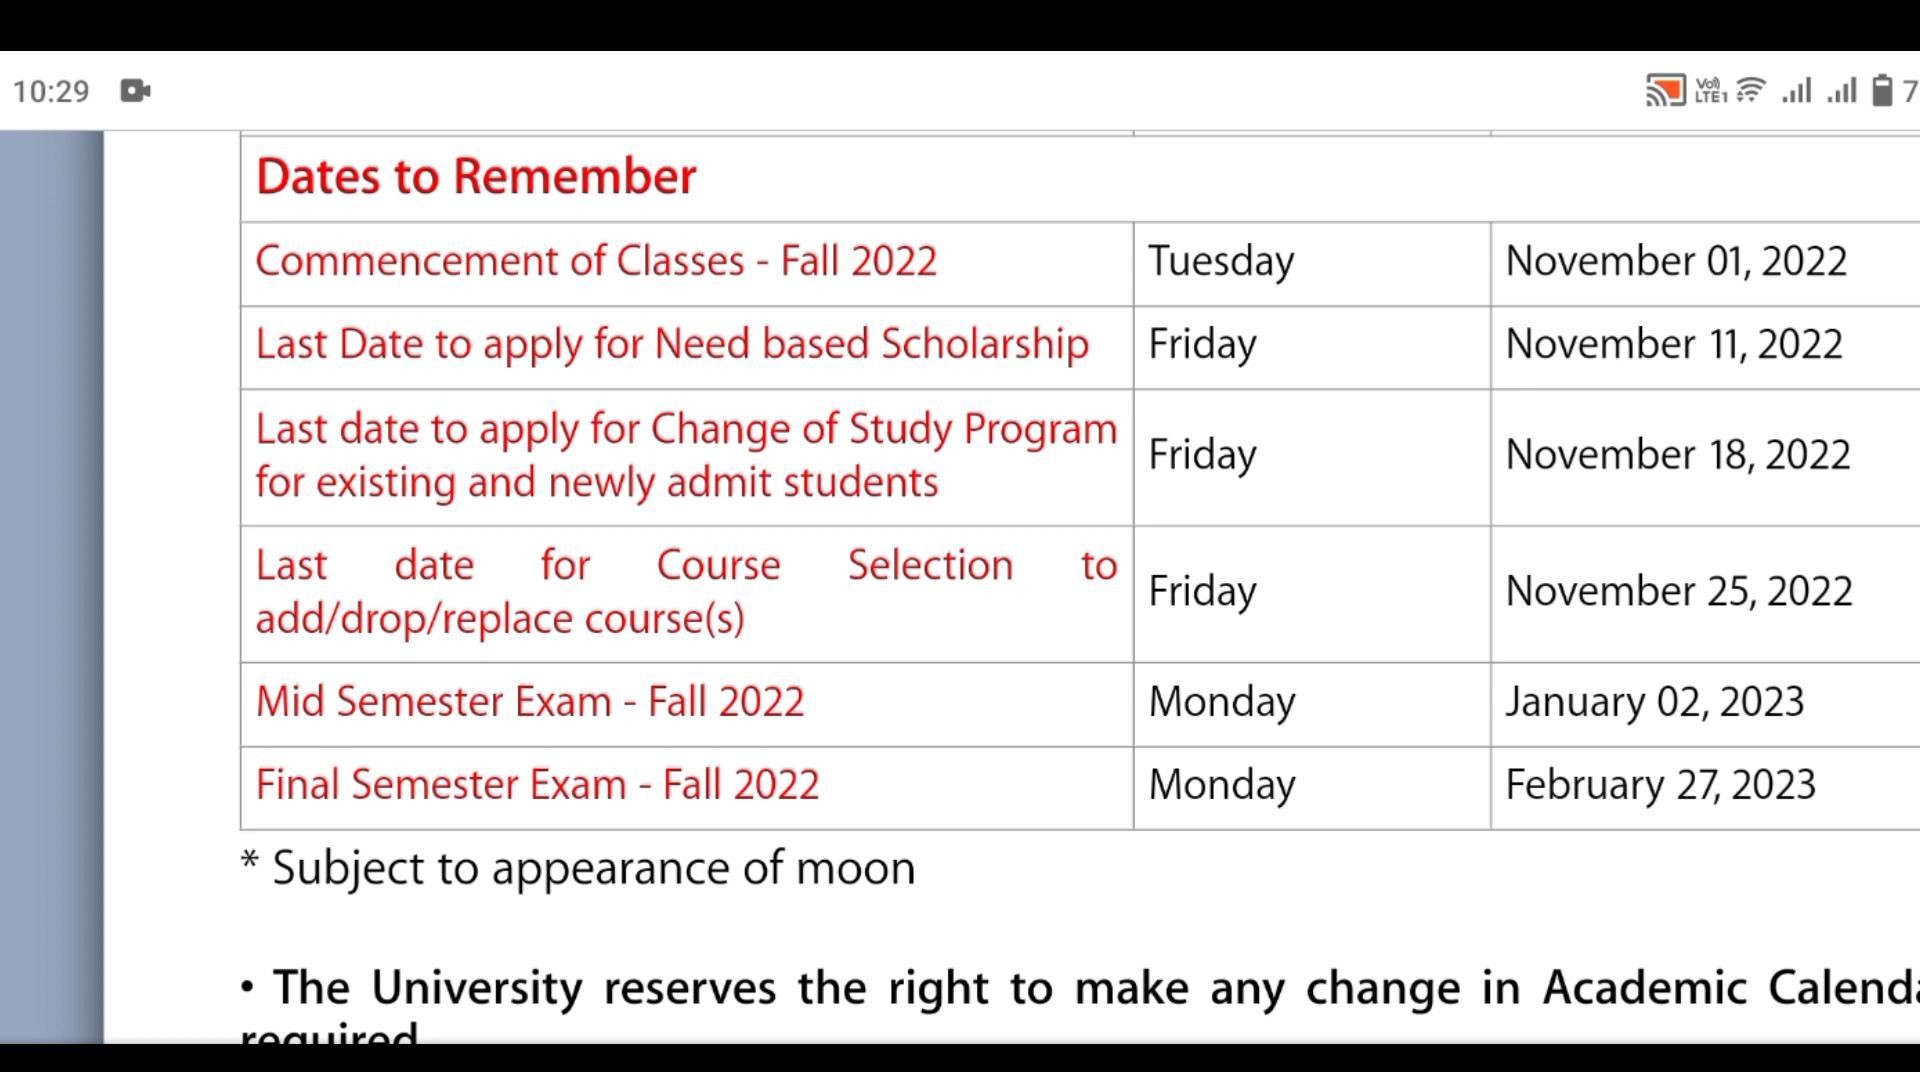 10:29
Vo) LTE1 7
Dates to Remember
Commencement of Classes - Fall 2022 Tuesday November 01, 2022
Last Date to apply for Need based Scholarship Friday November 11, 2022
Last date to apply for Change of Study Program
for existing and newly admit students Friday November 18, 2022
Last date for Course Selection to
add/drop/replace course(s) Friday November 25, 2022
Mid Semester Exam - Fall 2022 Monday January 02, 2023
Final Semester Exam - Fall 2022 Monday February 27, 2023
* Subject to appearance of moon
• The University reserves the right to make any change in Academic Calenda
required